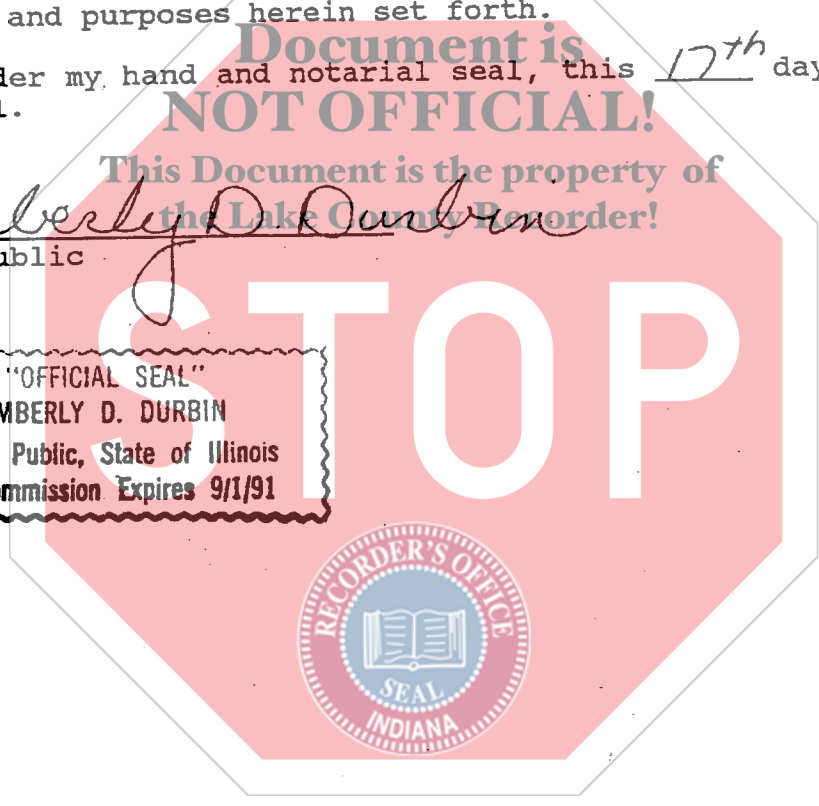 and purposes herein set forth.
Document is
der my hand and notarial seal, this 17th day
NOT OFFICIAL!
This Document is the property of
the Lake County Recorder!
berly D. Durbin
ublic
STOP
"OFFICIAL SEAL"
MBERLY D. DURBIN
Public, State of Illinois
mmission Expires 9/1/91
RECORDER'S OFFICE
SEAL
INDIANA